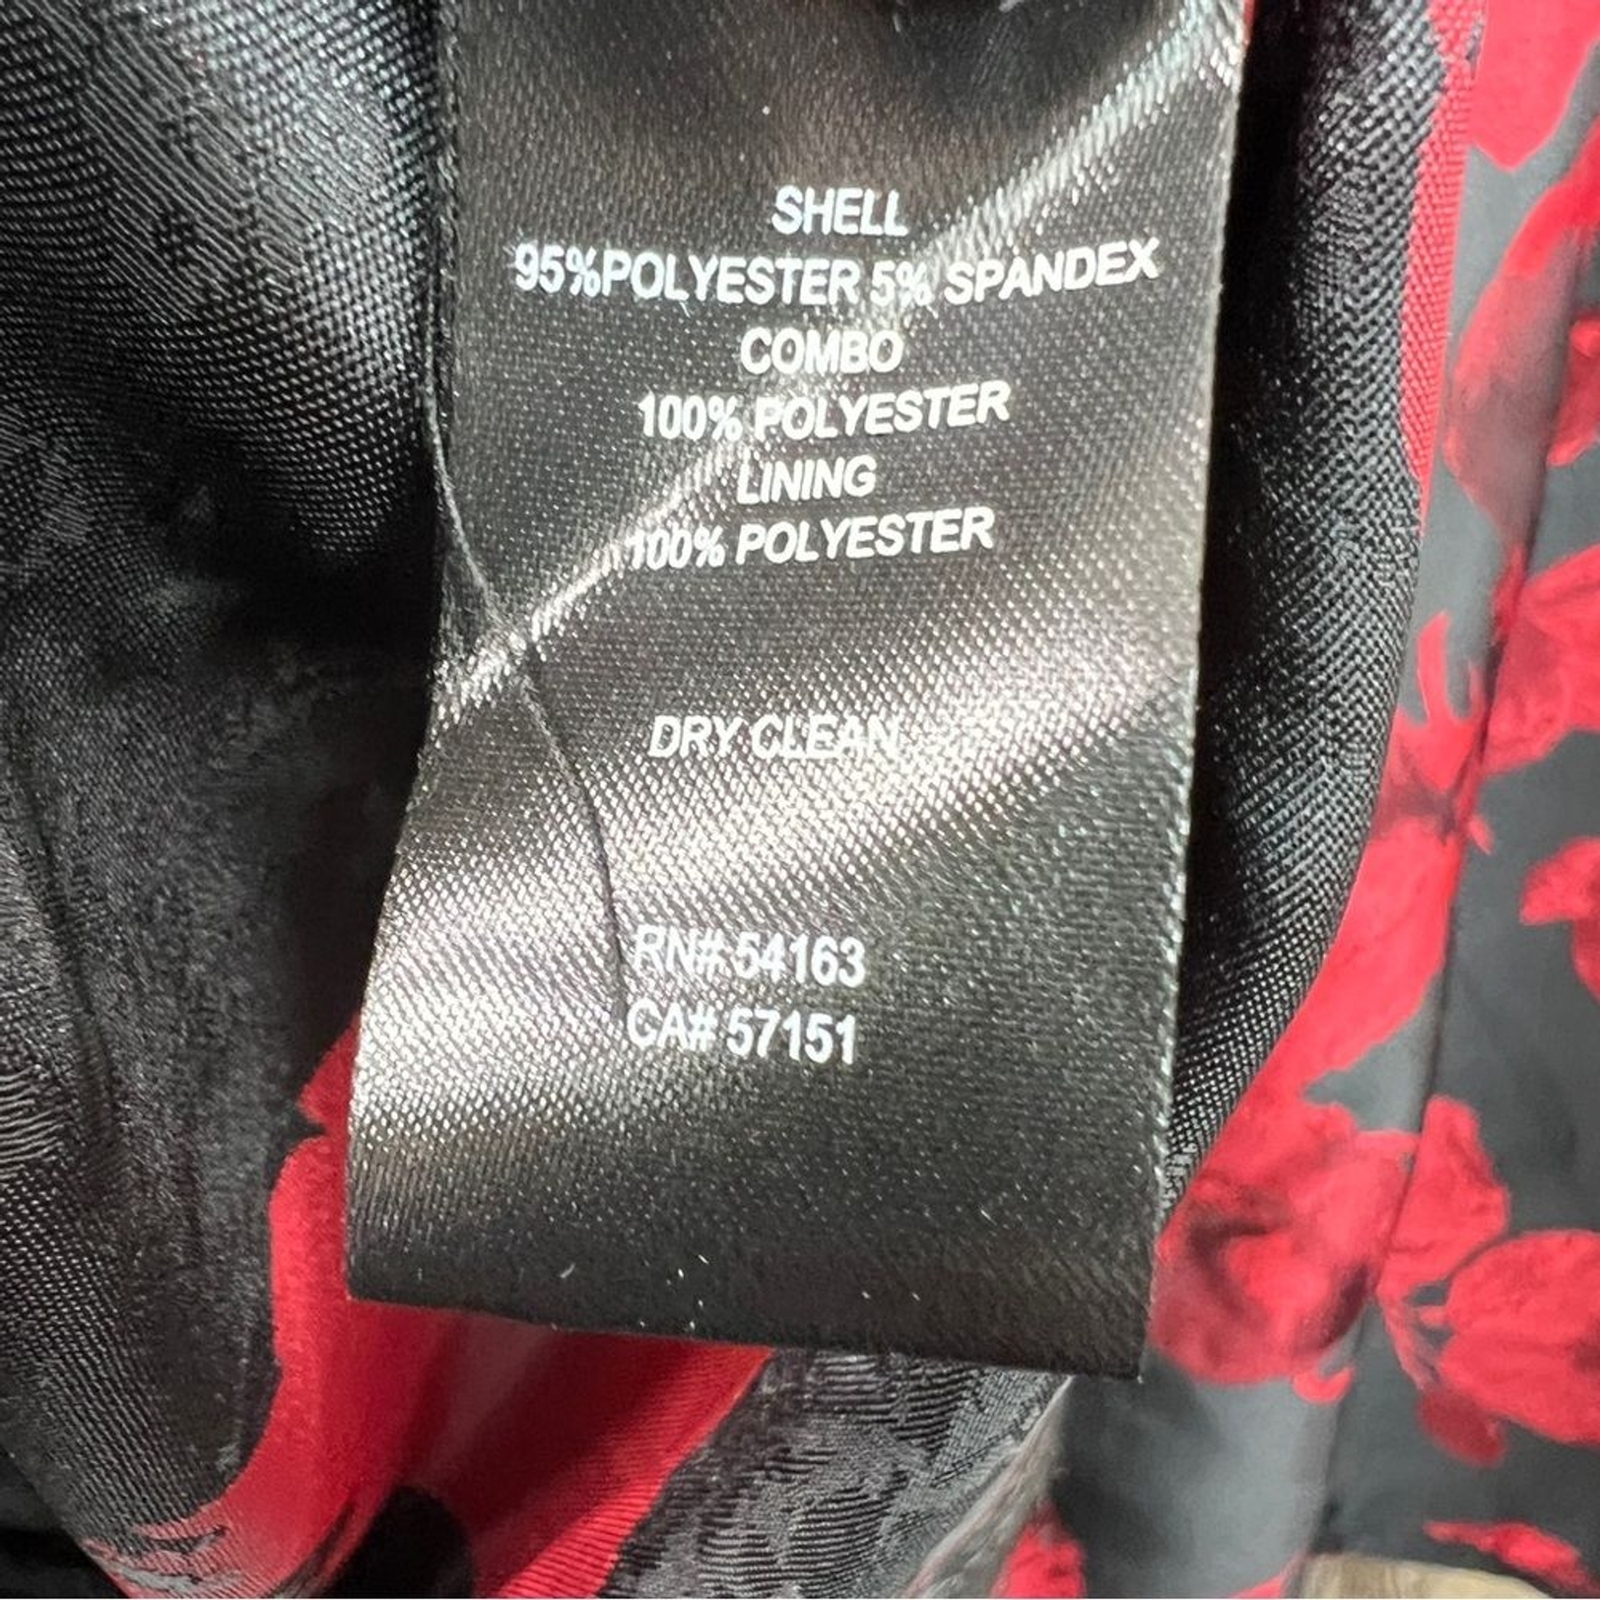 SHELL
95%POLYESTER 5% SPANDEX
COMBO
100% POLYESTER
LINING
100% POLYESTER
DRY CLEAN
RN# 54163
CA# 57151